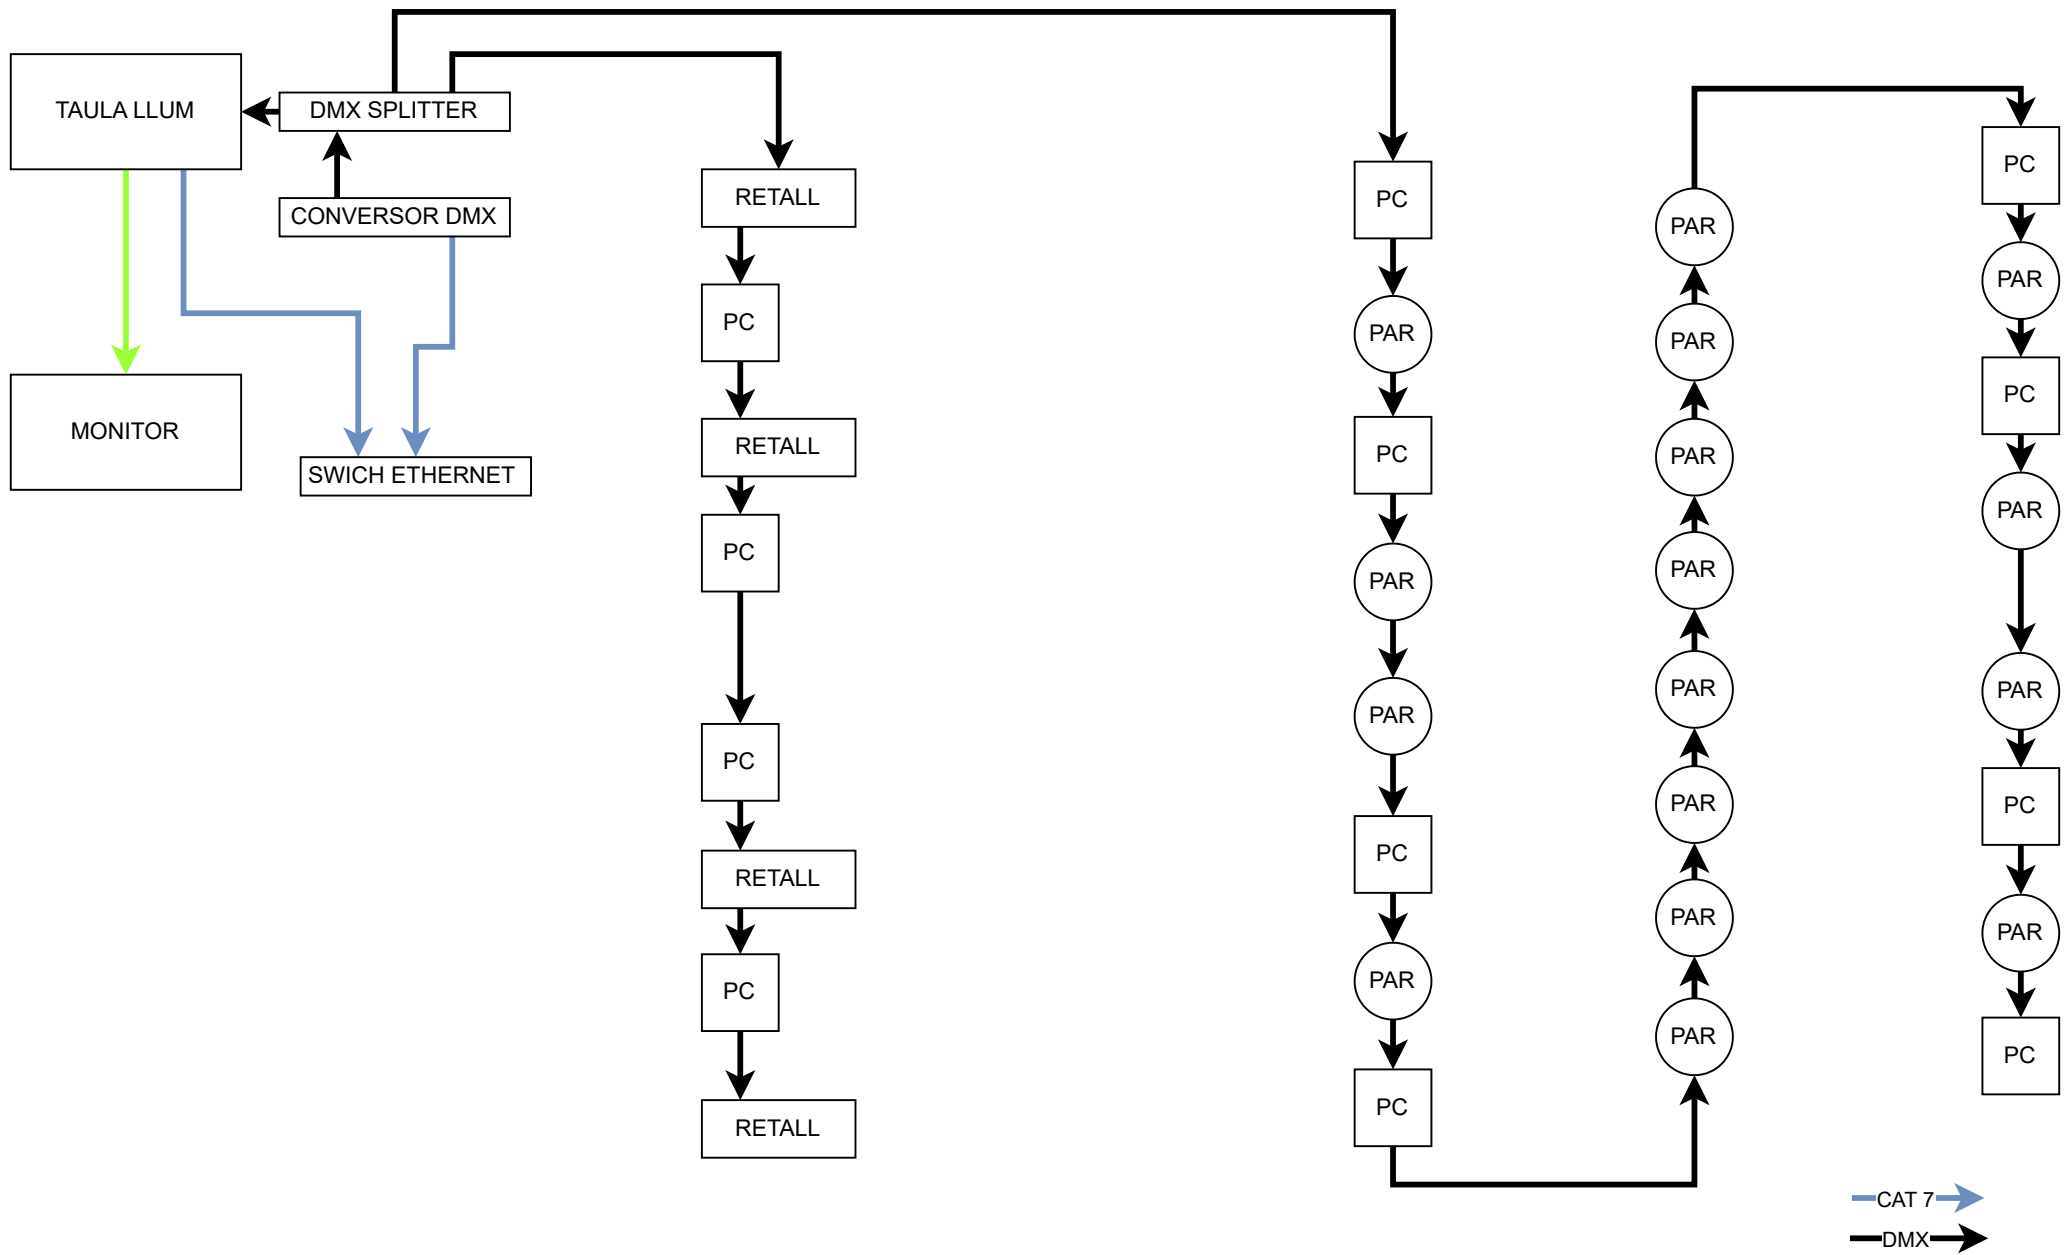 TAULA LLUM
DMX SPLITTER
CONVERSOR DMX
MONITOR
SWICH ETHERNET
RETALL
PC
RETALL
PC
PC
RETALL
PC
RETALL
PC
PAR
PC
PAR
PAR
PC
PAR
PC
PAR
PAR
PAR
PAR
PAR
PAR
PAR
PAR
PC
PAR
PC
PAR
PAR
PC
PAR
PC
CAT 7
DMX